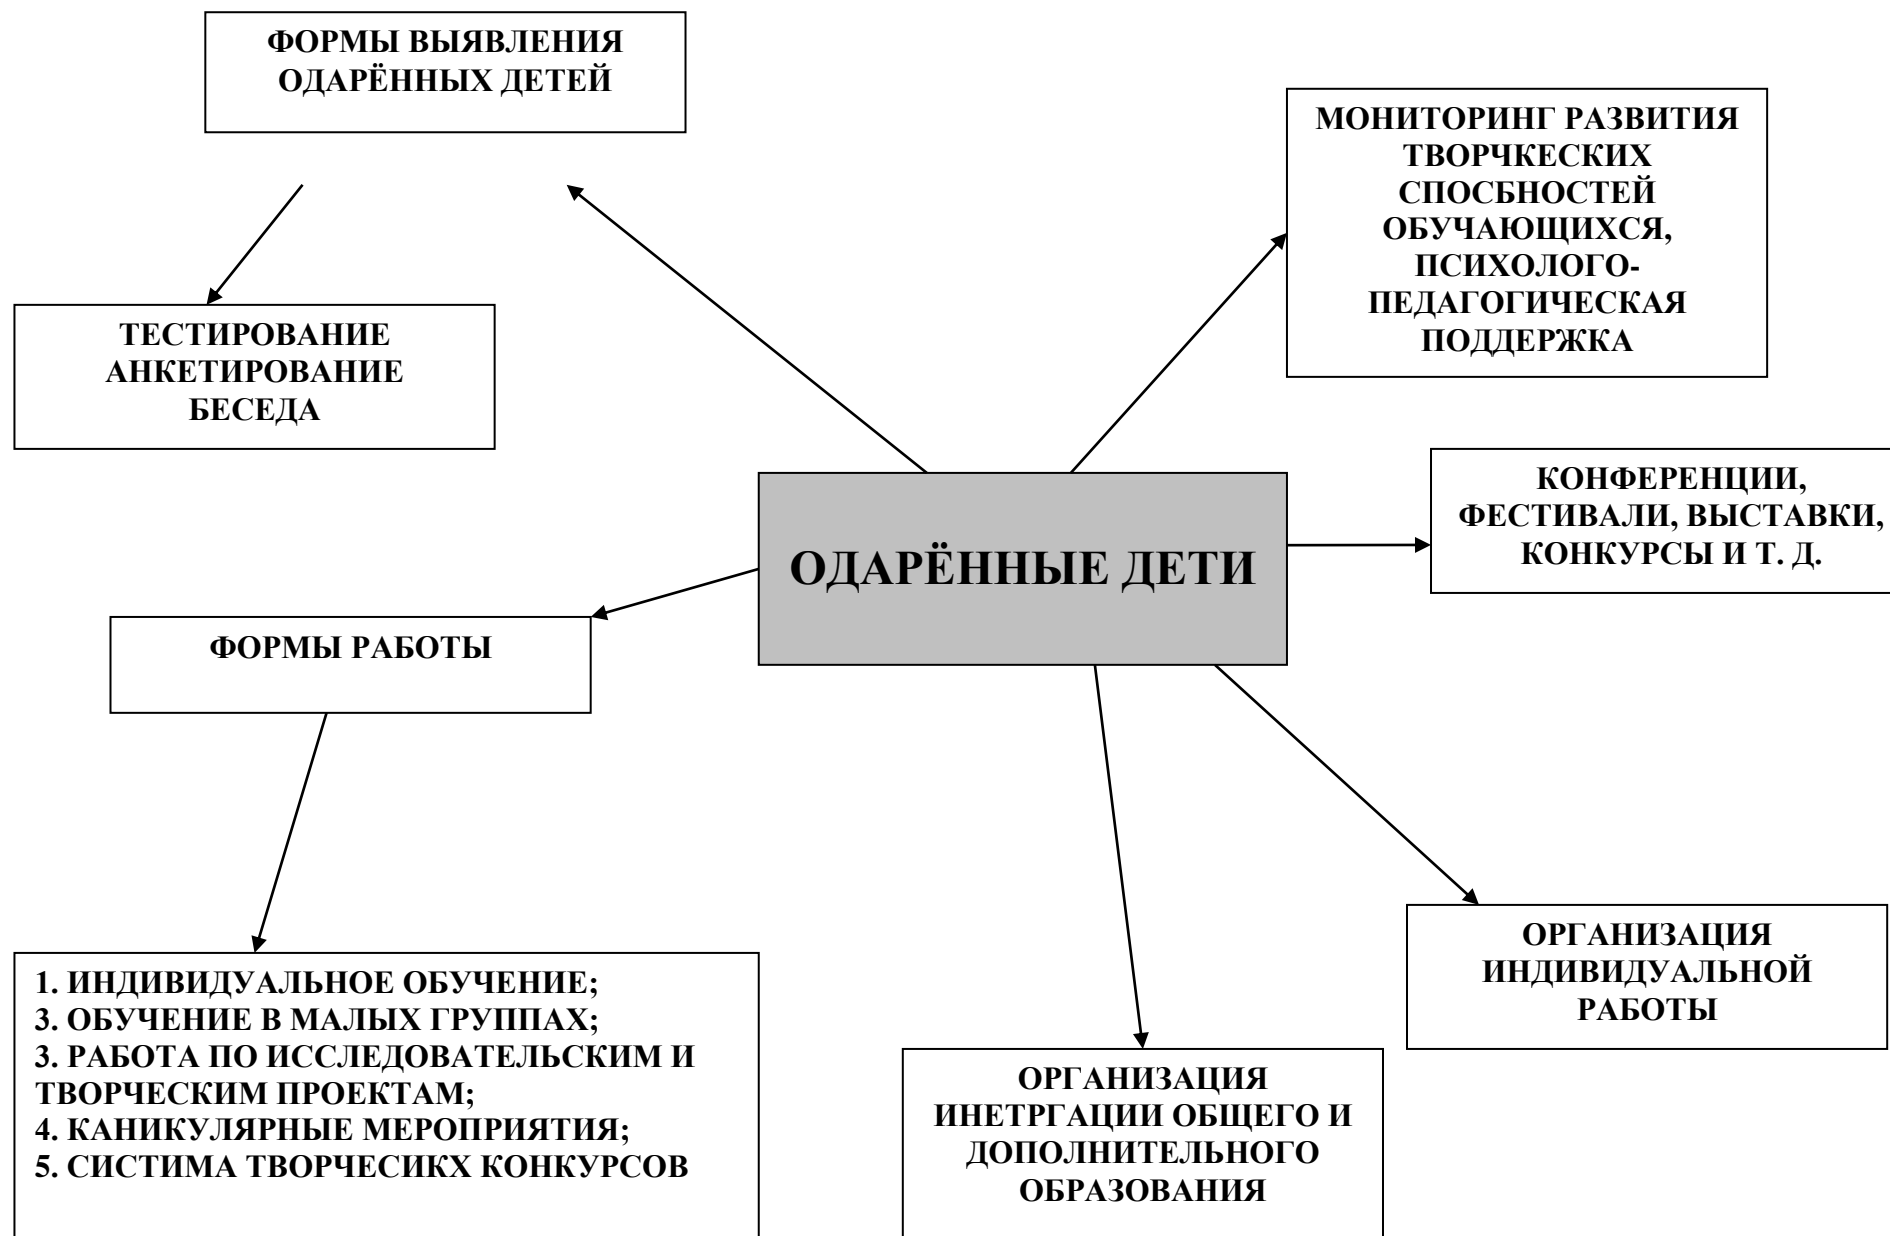 ФОРМЫ ВЫЯВЛЕНИЯ
ОДАРЁННЫХ ДЕТЕЙ
МОНИТОРИНГ РАЗВИТИЯ
ТВОРЧКЕСКИХ
СПОСБНОСТЕЙ
ОБУЧАЮЩИХСЯ,
ПСИХОЛОГО-
ПЕДАГОГИЧЕСКАЯ
ПОДДЕРЖКА
ТЕСТИРОВАНИЕ
АНКЕТИРОВАНИЕ
БЕСЕДА
КОНФЕРЕНЦИИ,
ФЕСТИВАЛИ, ВЫСТАВКИ,
КОНКУРСЫ И Т. Д.
ОДАРЁННЫЕ ДЕТИ
ФОРМЫ РАБОТЫ
ОРГАНИЗАЦИЯ
ИНДИВИДУАЛЬНОЙ
РАБОТЫ
1. ИНДИВИДУАЛЬНОЕ ОБУЧЕНИЕ;
3. ОБУЧЕНИЕ В МАЛЫХ ГРУППАХ;
3. РАБОТА ПО ИССЛЕДОВАТЕЛЬСКИМ И
ТВОРЧЕСКИМ ПРОЕКТАМ;
4. КАНИКУЛЯРНЫЕ МЕРОПРИЯТИЯ;
5. СИСТИМА ТВОРЧЕСИКХ КОНКУРСОВ
ОРГАНИЗАЦИЯ
ИНЕТРГАЦИИ ОБЩЕГО И
ДОПОЛНИТЕЛЬНОГО
ОБРАЗОВАНИЯ